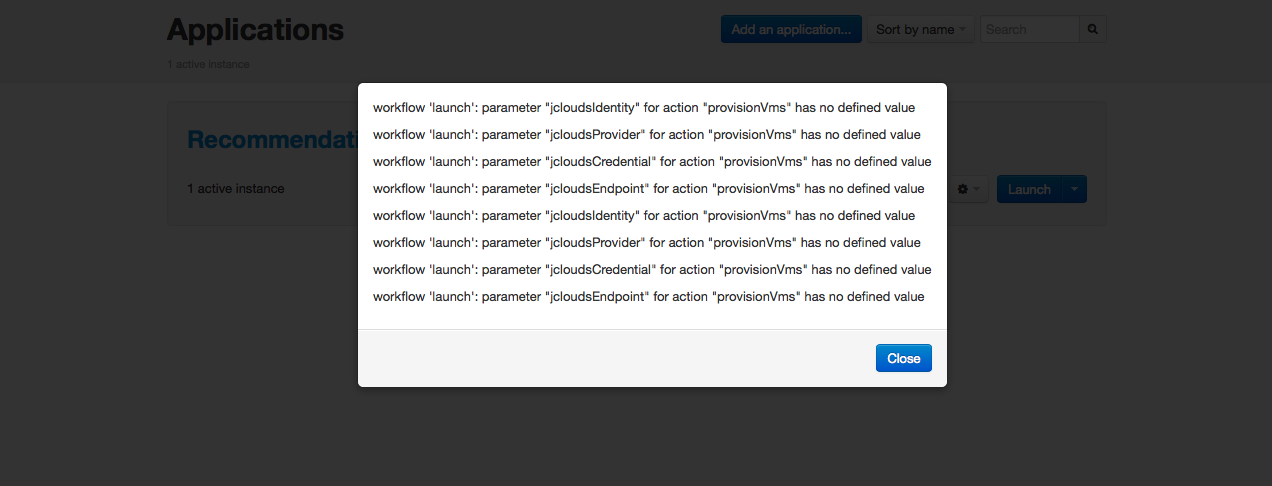 Applications
Add an application...
Sort by name
Search
1 active instance
workflow 'launch': parameter "jcloudsIdentity" for action "provisionVms" has no defined value
workflow 'launch': parameter "jcloudsProvider" for action "provisionVms" has no defined value
Recommendati
workflow 'launch': parameter "jcloudsCredential" for action "provisionVms" has no defined value
workflow 'launch': parameter "jcloudsEndpoint" for action "provisionVms" has no defined value
1 active instance
Launch
workflow 'launch': parameter "jcloudsIdentity" for action "provisionVms" has no defined value
workflow 'launch': parameter "jcloudsProvider" for action "provisionVms" has no defined value
workflow 'launch': parameter "jcloudsCredential" for action "provisionVms" has no defined value
workflow 'launch': parameter "jcloudsEndpoint" for action "provisionVms" has no defined value
Close